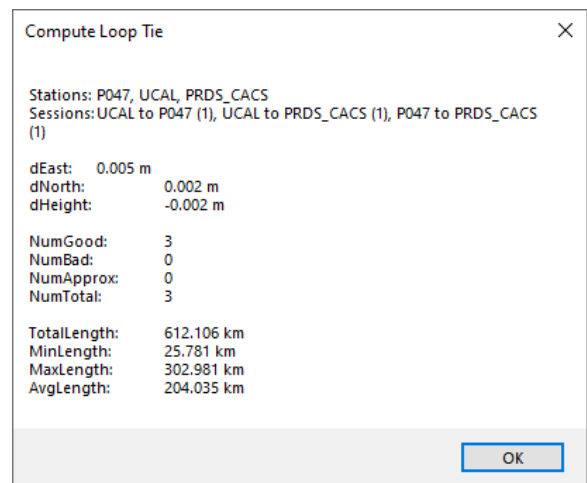 Compute Loop Tie
Stations: P047, UCAL, PRDS_CACS
Sessions: UCAL to P047 (1), UCAL to PRDS_CACS (1), P047 to PRDS_CACS
(1)
dEast: 0.005 m
dNorth: 0.002 m
dHeight: -0.002 m
NumGood: 3
NumBad: 0
NumApprox: 0
NumTotal: 3
TotalLength: 612.106 km
MinLength: 25.781 km
MaxLength: 302.981 km
AvgLength: 204.035 km
OK